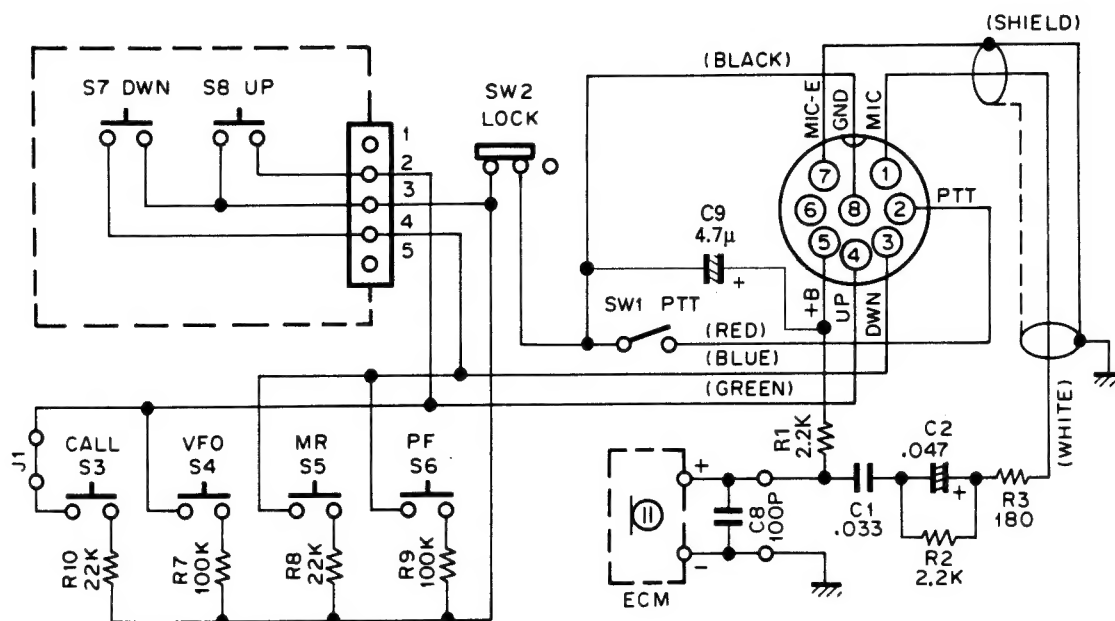 (SHIELD)
(BLACK)
S7 DWN
S8 UP
SW2
LOCK
MIC-E
GND
MIC
1
2
3
4
5
7
1
6
8
2
PTT
5
4
3
C9
4.7μ
+
+B
UP
DWN
SW1 PTT
(RED)
(BLUE)
(GREEN)
(WHITE)
J1
CALL
S3
VFO
S4
MR
S5
PF
S6
R10
22K
R7
100K
R8
22K
R9
100K
R1
2.2K
+
-
ECM
C8
100P
C1
.033
C2
.047
+
R2
2.2K
R3
180